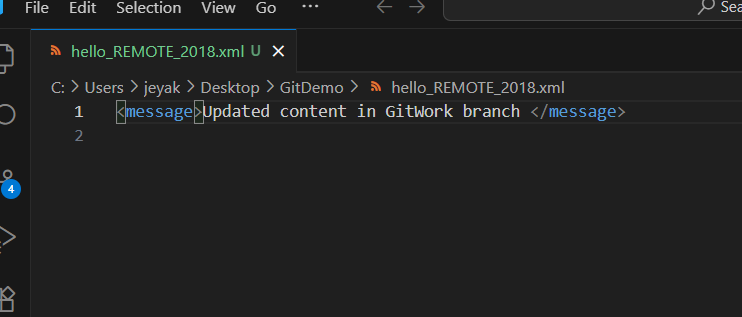 File Edit Selection View Go ··· Sea
hello_REMOTE_2018.xml U
C: > Users > jeyak > Desktop > GitDemo > hello_REMOTE_2018.xml
1 <message>Updated content in GitWork branch </message>
2
4